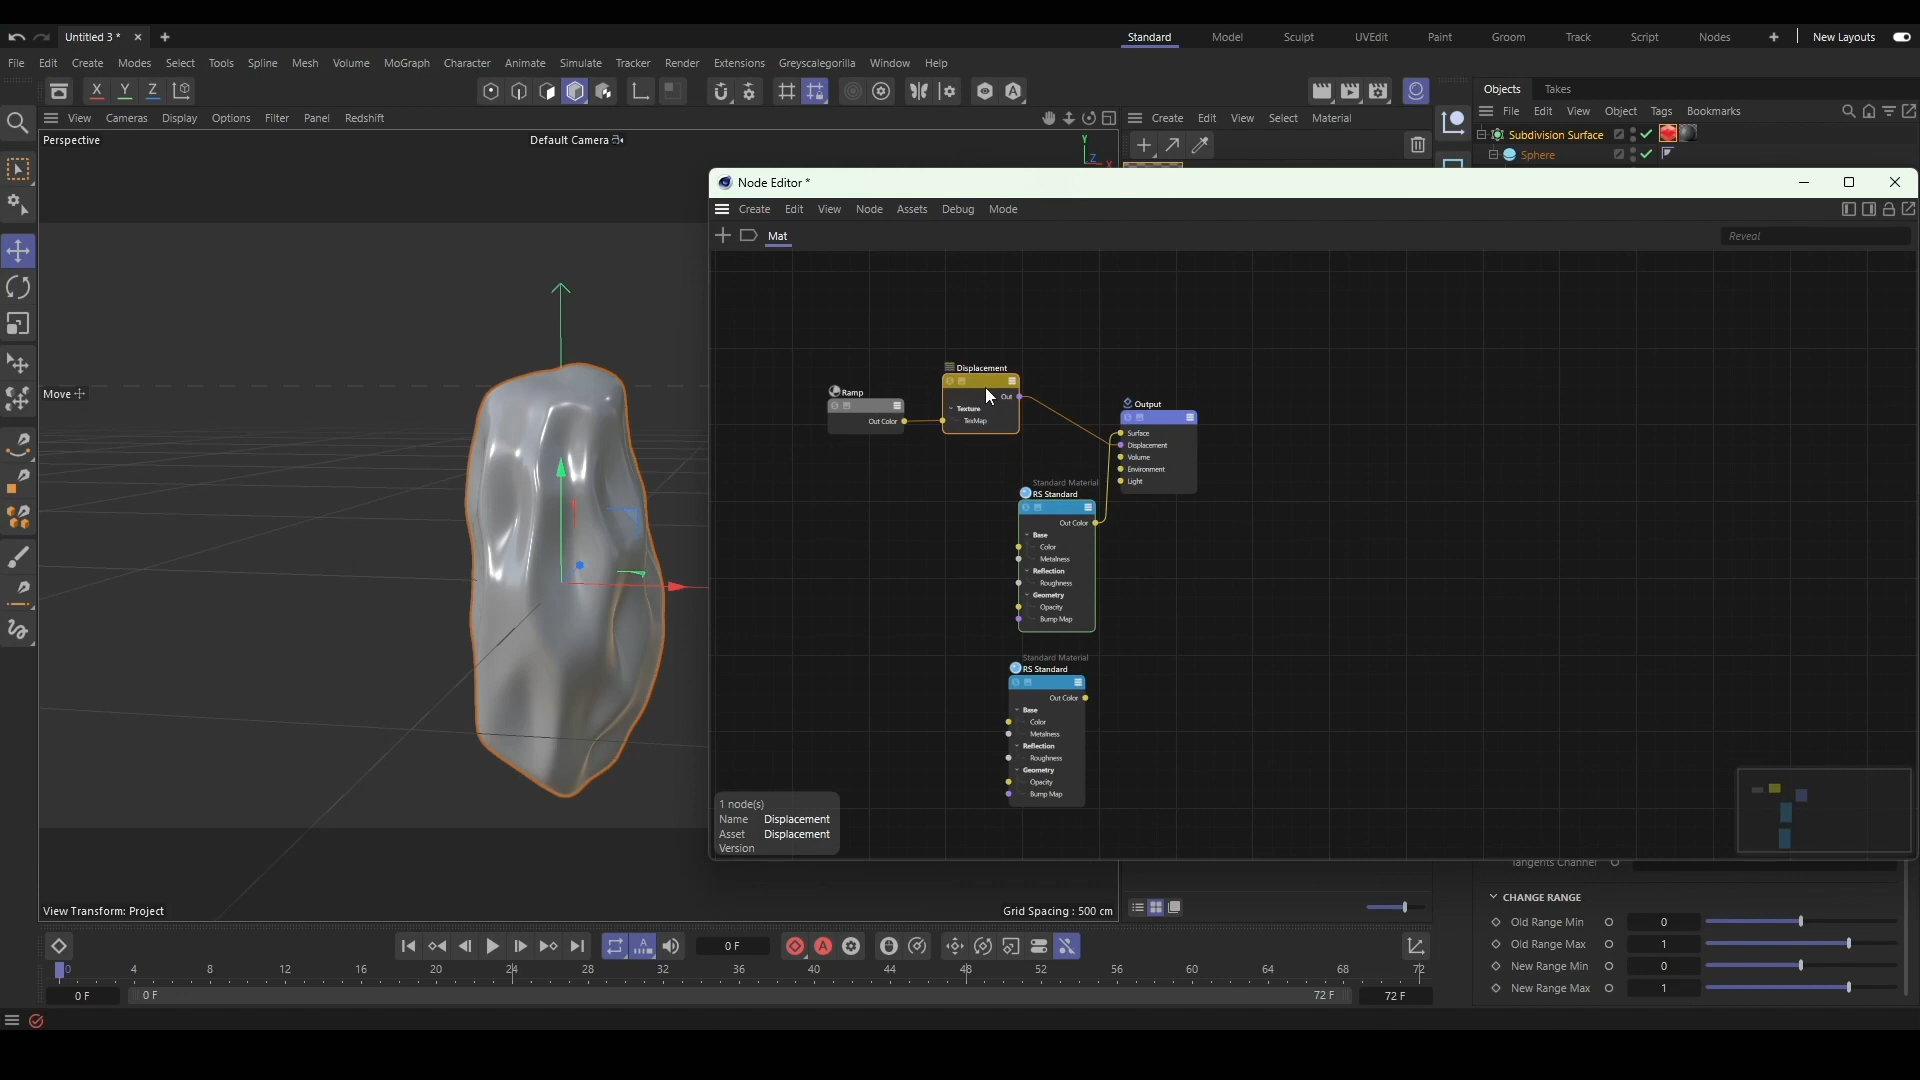 Untitled 3 *
Standard Model Sculpt UVEdit Paint Groom Track Script Nodes New Layouts
File Edit Create Modes Select Tools Spline Mesh Volume MoGraph Character Animate Simulate Tracker Render Extensions Greyscalegorilla Window Help
X Y Z
Objects Takes
File Edit View Object Tags Bookmarks
View Cameras Display Options Filter Panel Redshift
Create Edit View Select Material
Perspective
Default Camera
Y
Z
X
Subdivision Surface
Sphere
Node Editor *
Create Edit View Node Assets Debug Mode
Mat
Reveal
Move
Displacement
Out
Texture
TexMap
Ramp
Out Color
Output
Surface
Displacement
Volume
Environment
Light
Standard Material
RS Standard
Out Color
Base
Color
Metalness
Reflection
Roughness
Geometry
Opacity
Bump Map
Standard Material
RS Standard
Out Color
Base
Color
Metalness
Reflection
Roughness
Geometry
Opacity
Bump Map
1 node(s)
Name Displacement
Asset Displacement
Version
Tangents Channel
CHANGE RANGE
Old Range Min 0
Old Range Max 1
New Range Min 0
New Range Max 1
View Transform: Project
Grid Spacing : 500 cm
0 F
0 4 8 12 16 20 24 28 32 36 40 44 48 52 56 60 64 68 72
0 F 0 F 72 F 72 F